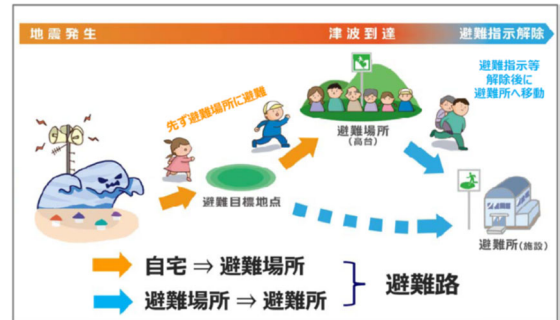 地震発生
津波到達
避難指示解除
先ず避難場所に避難
避難指示等
解除後に
避難所へ移動
避難場所
(高台)
避難目標地点
避難所(施設)
自宅 ⇒ 避難場所
避難場所 ⇒ 避難所
避難路